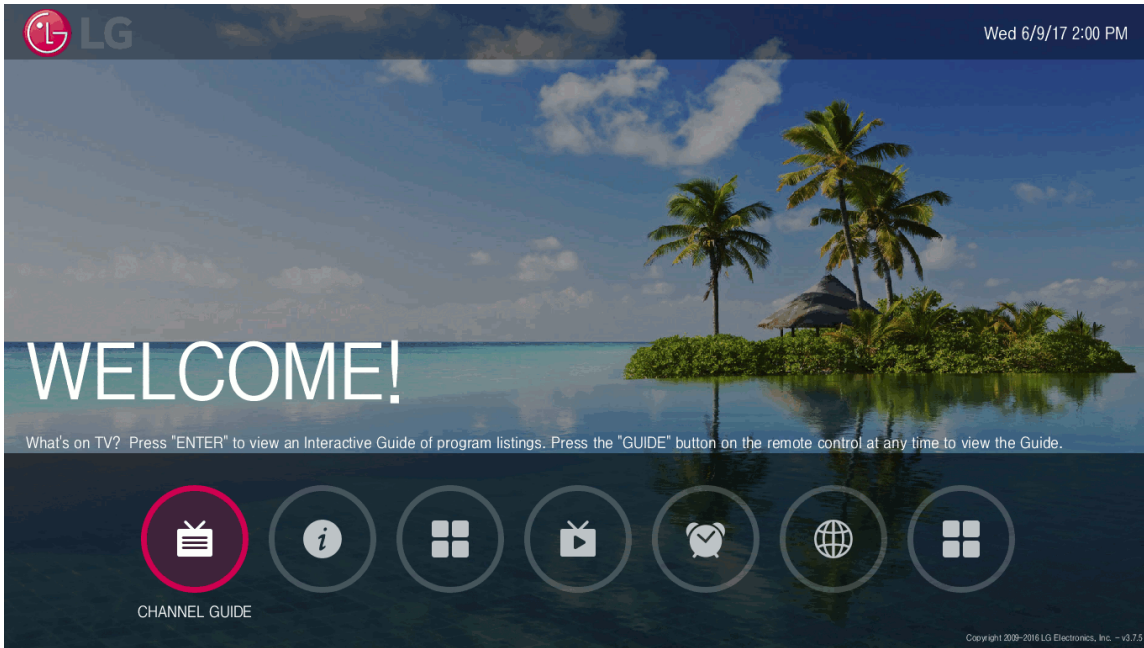 LG
Wed 6/9/17 2:00 PM
WELCOME!
What's on TV?  Press "ENTER" to view an Interactive Guide of program listings. Press the "GUIDE" button on the remote control at any time to view the Guide.
CHANNEL GUIDE
Copyright 2009-2016 LG Electronics, Inc. - v3.7.5